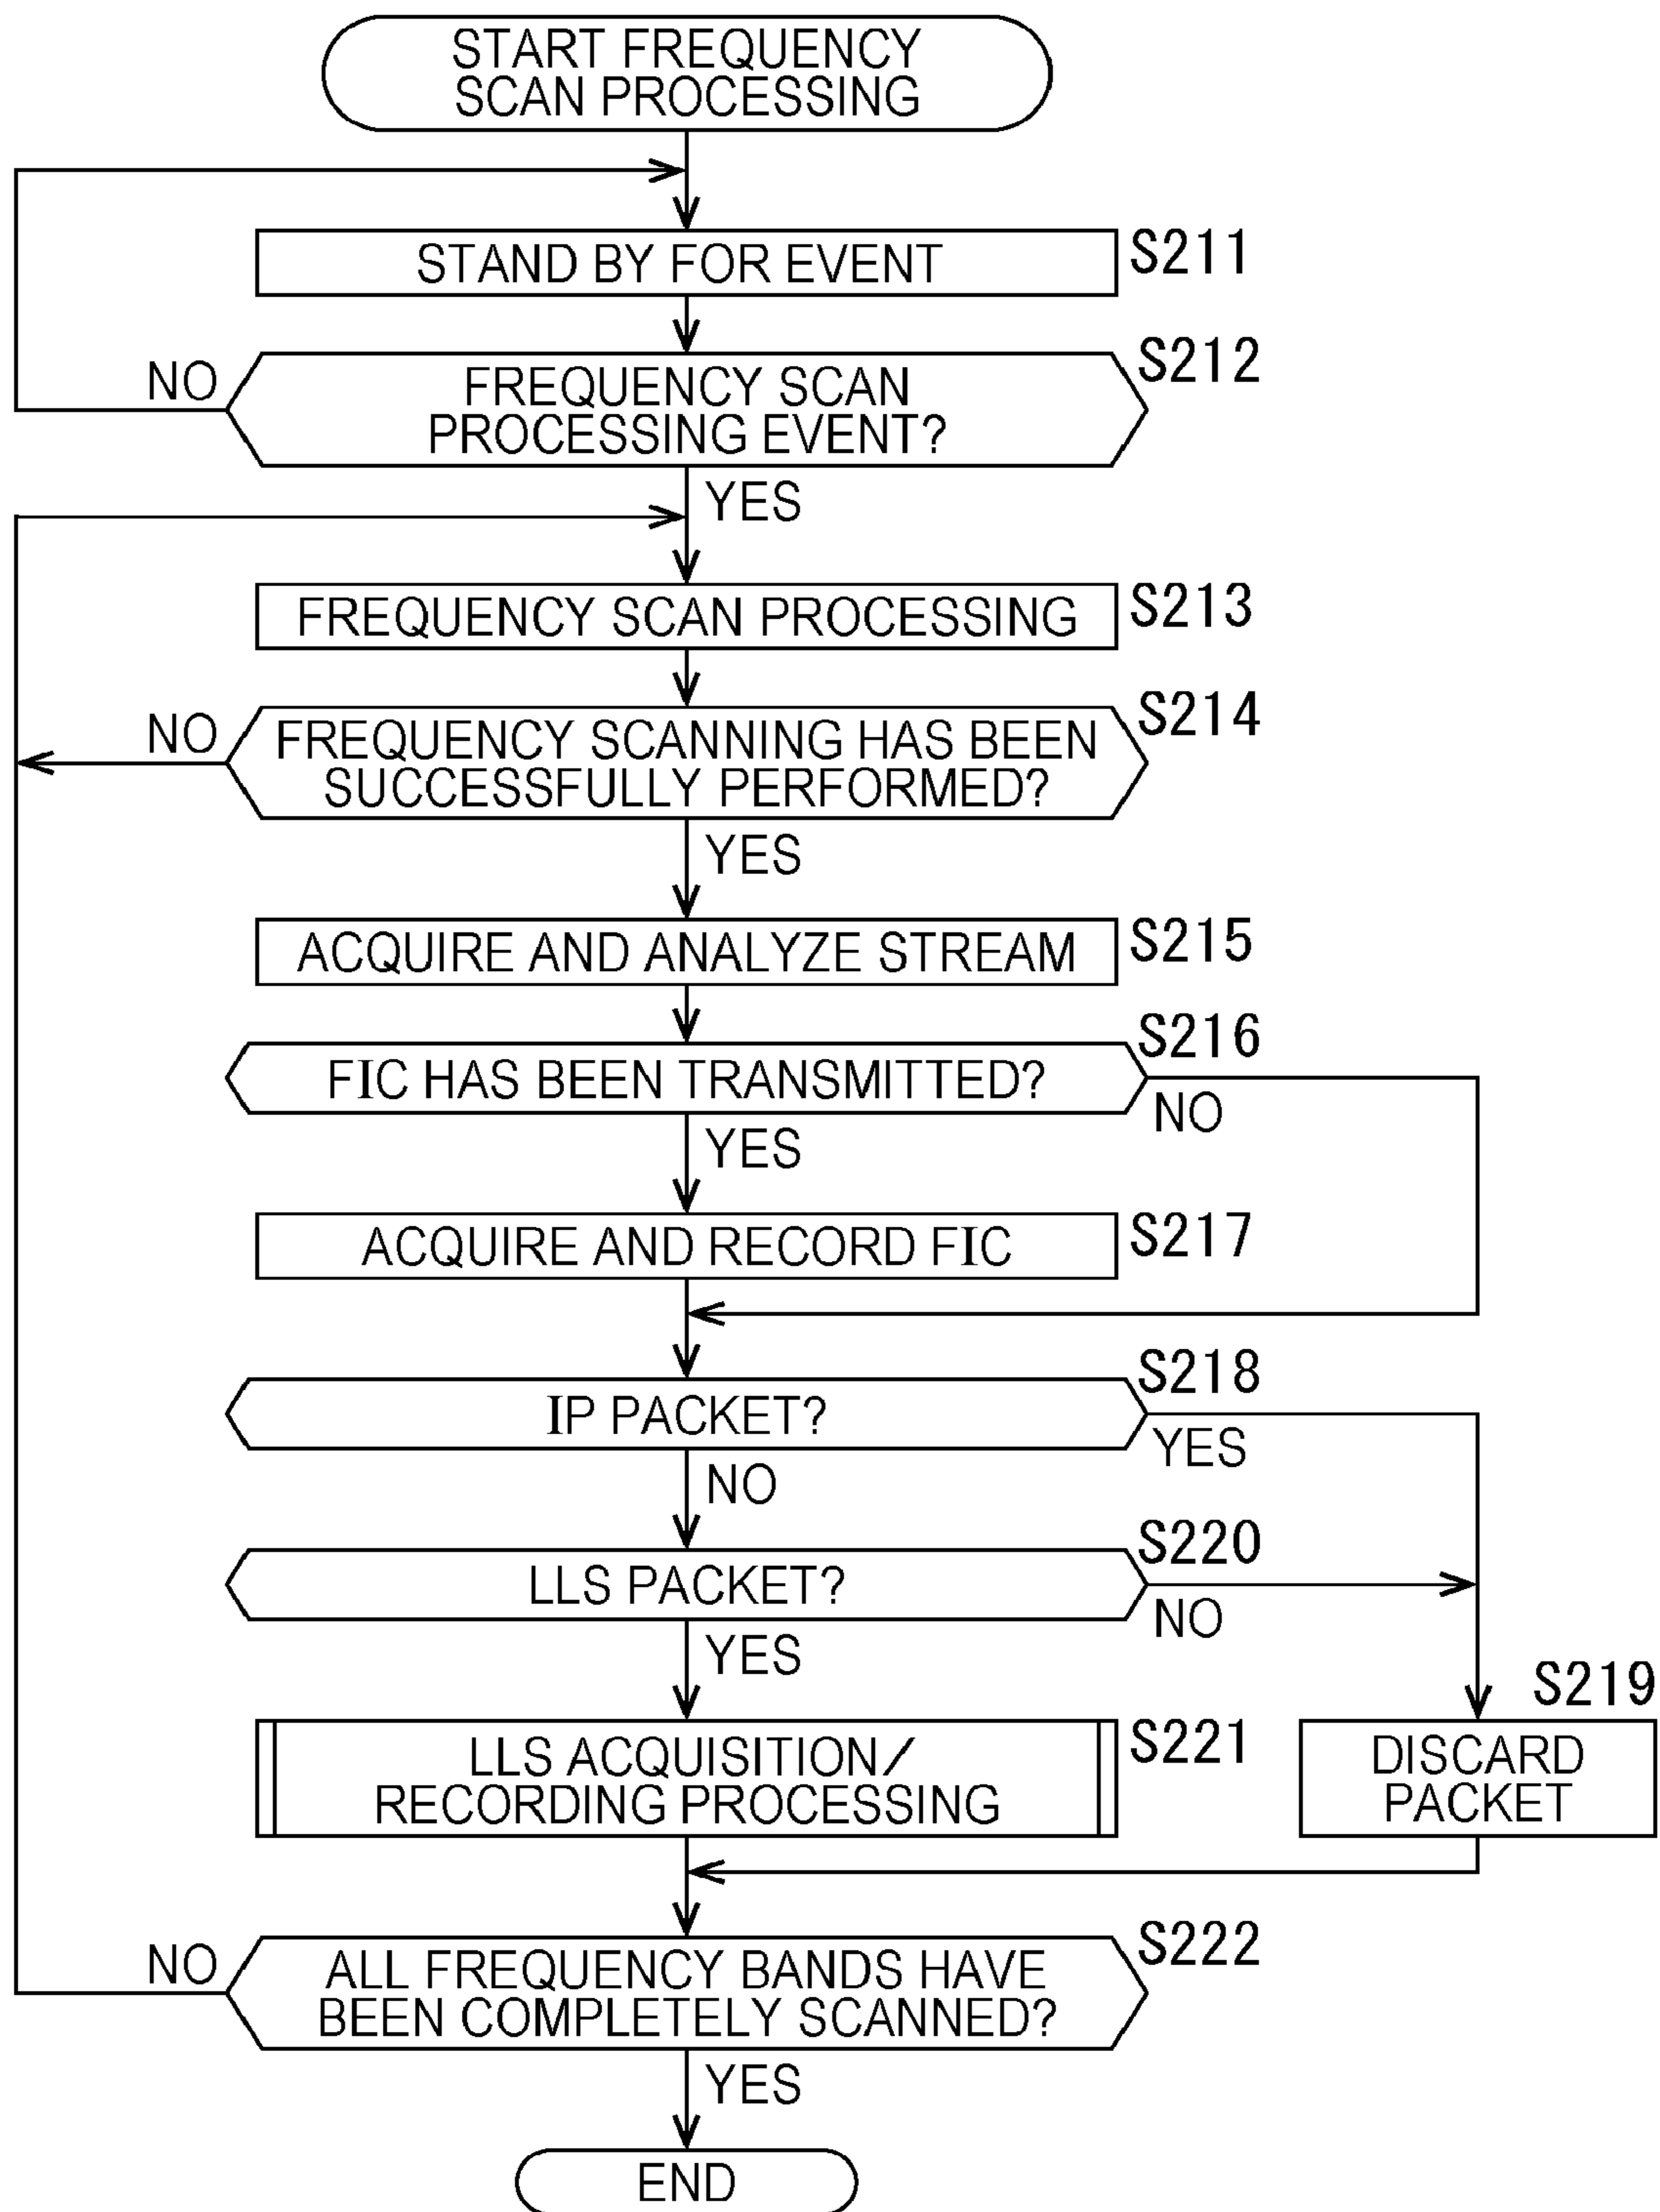 START FREQUENCY
SCAN PROCESSING
STAND BY FOR EVENT
S211
S212
NO
FREQUENCY SCAN
PROCESSING EVENT?
YES
FREQUENCY SCAN PROCESSING
S213
S214
NO
FREQUENCY SCANNING HAS BEEN
SUCCESSFULLY PERFORMED?
YES
ACQUIRE AND ANALYZE STREAM
S215
S216
FIC HAS BEEN TRANSMITTED?
NO
YES
ACQUIRE AND RECORD FIC
S217
S218
IP PACKET?
YES
NO
S220
LLS PACKET?
NO
YES
S219
S221
LLS ACQUISITION/
RECORDING PROCESSING
DISCARD
PACKET
S222
NO
ALL FREQUENCY BANDS HAVE
BEEN COMPLETELY SCANNED?
YES
END